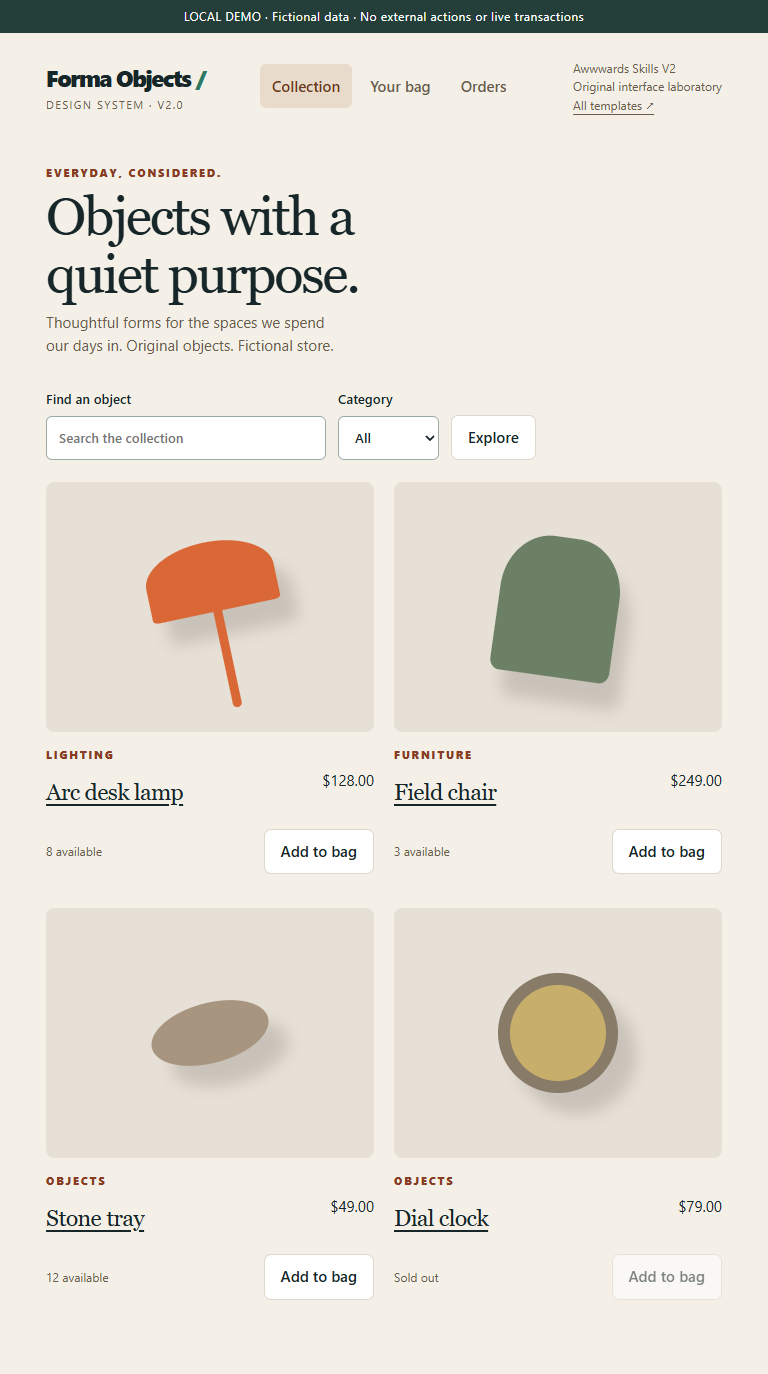 LOCAL DEMO · Fictional data · No external actions or live transactions
Forma Objects /
DESIGN SYSTEM · V2.0
Collection
Your bag
Orders
Awwwards Skills V2
Original interface laboratory
All templates ↗
EVERYDAY, CONSIDERED.
Objects with a
quiet purpose.
Thoughtful forms for the spaces we spend
our days in. Original objects. Fictional store.
Find an object
Category
Search the collection
All
Explore
LIGHTING
Arc desk lamp
$128.00
8 available
Add to bag
FURNITURE
Field chair
$249.00
3 available
Add to bag
OBJECTS
Stone tray
$49.00
12 available
Add to bag
OBJECTS
Dial clock
$79.00
Sold out
Add to bag